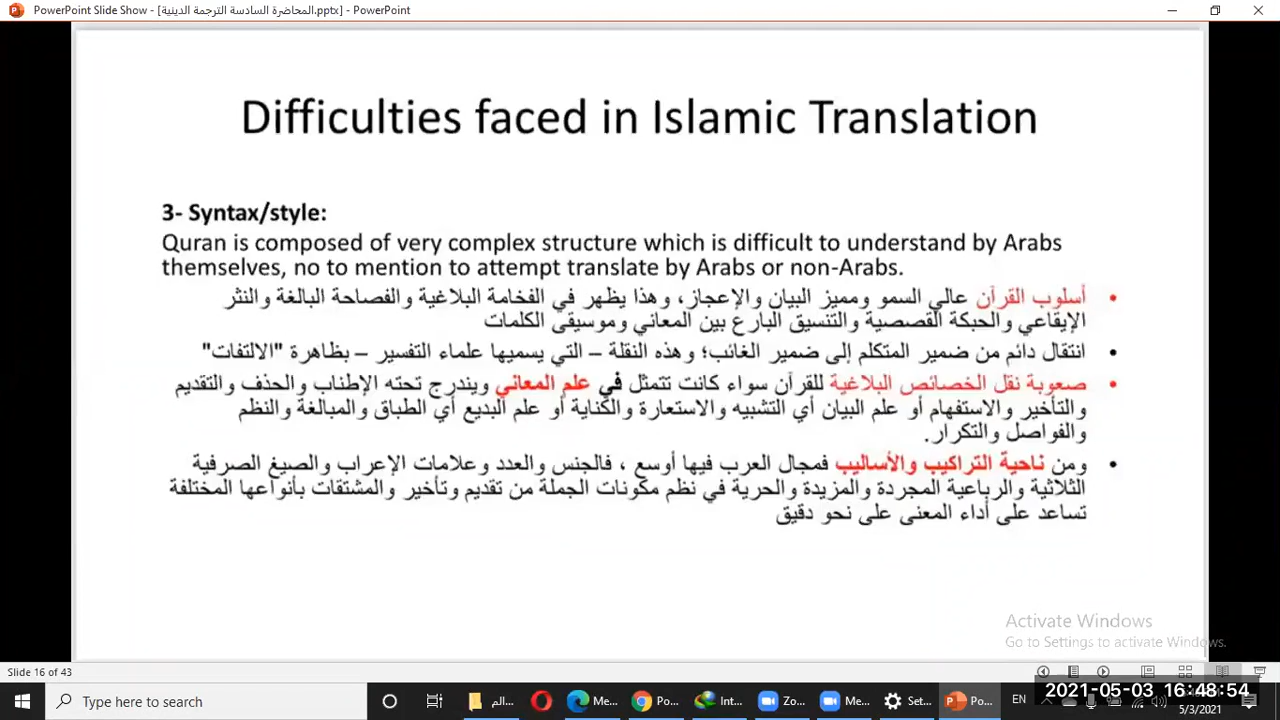 PowerPoint Slide Show - [المحاضرة السادسة الترجمة الدينية.pptx] - PowerPoint
Difficulties faced in Islamic Translation
3- Syntax/style:
Quran is composed of very complex structure which is difficult to understand by Arabs
themselves, no to mention to attempt translate by Arabs or non-Arabs.
• أسلوب القرآن عالي السمو ومميز البيان والإعجاز، وهذا يظهر في الفخامة البلاغية والفصاحة البالغة والنثر
الإيقاعي والحبكة القصصية والتنسيق البارع بين المعاني وموسيقى الكلمات
• انتقال دائم من ضمير المتكلم إلى ضمير الغائب؛ وهذه النقلة – التي يسميها علماء التفسير – بظاهرة "الالتفات"
• صعوبة نقل الخصائص البلاغية للقرآن سواء كانت تتمثل في علم المعاني ويندرج تحته الإطناب والحذف والتقديم
والتأخير والاستفهام أو علم البيان أي التشبيه والاستعارة والكناية أو علم البديع أي الطباق والمبالغة والنظم
والفواصل والتكرار.
• ومن ناحية التراكيب والأساليب فمجال العرب فيها أوسع ، فالجنس والعدد وعلامات الإعراب والصيغ الصرفية
الثلاثية والرباعية المجردة والمزيدة والحرية في نظم مكونات الجملة من تقديم وتأخير والمشتقات بأنواعها المختلفة
تساعد على أداء المعنى على نحو دقيق
Activate Windows
Go to Settings to activate Windows.
Slide 16 of 43
Type here to search
الم...
Me...
Po...
Int...
Zo...
Me...
Set...
Po...
EN
2021-05-03 16:48:54
5/3/2021